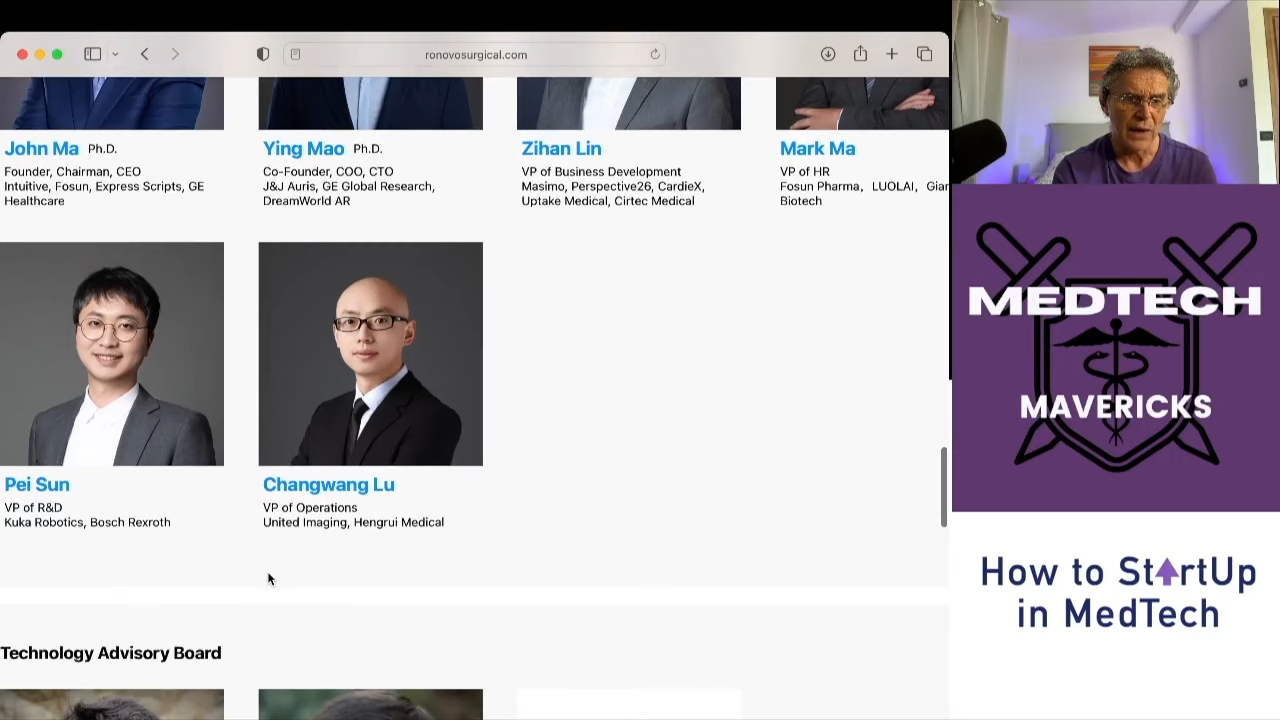 ronovosurgical.com
John Ma Ph.D.
Founder, Chairman, CEO
Intuitive, Fosun, Express Scripts, GE
Healthcare
Ying Mao Ph.D.
Co-Founder, COO, CTO
J&J Auris, GE Global Research,
DreamWorld AR
Zihan Lin
VP of Business Development
Masimo, Perspective26, CardieX,
Uptake Medical, Cirtec Medical
Mark Ma
VP of HR
Fosun Pharma, LUOLAI, Gian
Biotech
Pei Sun
VP of R&D
Kuka Robotics, Bosch Rexroth
Changwang Lu
VP of Operations
United Imaging, Hengrui Medical
Technology Advisory Board
MEDTECH
MAVERICKS
How to StartUp
in MedTech